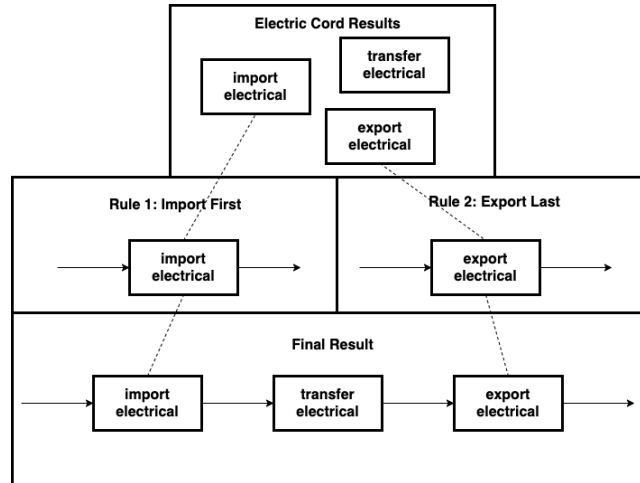 Electric Cord Results
transfer
electrical
import
electrical
export
electrical
Rule 1: Import First
import
electrical
Rule 2: Export Last
export
electrical
Final Result
import
electrical
transfer
electrical
export
electrical